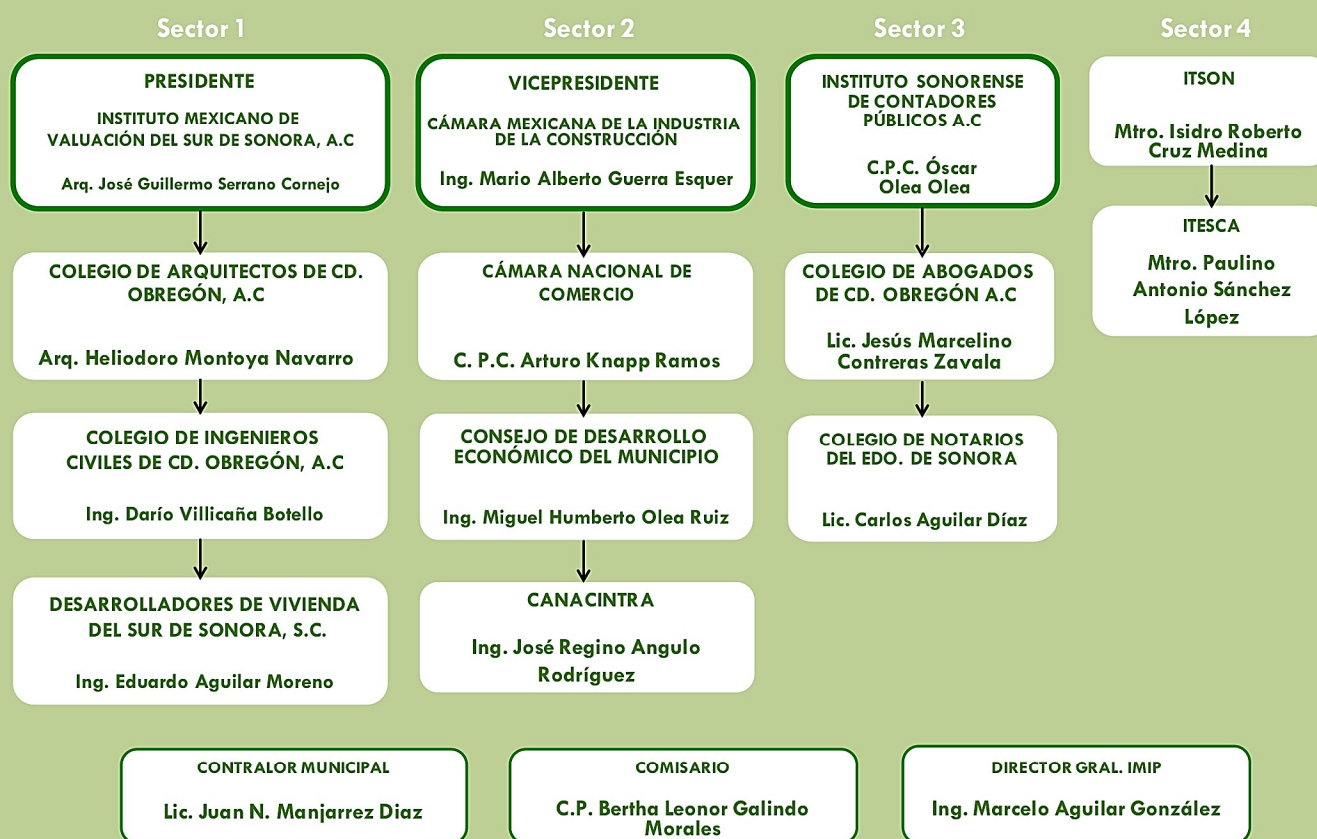 Sector 1
PRESIDENTE
INSTITUTO MEXICANO DE
VALUACIÓN DEL SUR DE SONORA, A.C
Arq. José Guillermo Serrano Cornejo
COLEGIO DE ARQUITECTOS DE CD.
OBREGÓN, A.C
Arq. Heliodoro Montoya Navarro
COLEGIO DE INGENIEROS
CIVILES DE CD. OBREGÓN, A.C
Ing. Darío Villicaña Botello
DESARROLLADORES DE VIVIENDA
DEL SUR DE SONORA, S.C.
Ing. Eduardo Aguilar Moreno
Sector 2
VICEPRESIDENTE
CÁMARA MEXICANA DE LA INDUSTRIA
DE LA CONSTRUCCIÓN
Ing. Mario Alberto Guerra Esquer
CÁMARA NACIONAL DE
COMERCIO
C. P.C. Arturo Knapp Ramos
CONSEJO DE DESARROLLO
ECONÓMICO DEL MUNICIPIO
Ing. Miguel Humberto Olea Ruiz
CANACINTRA
Ing. José Regino Angulo
Rodríguez
Sector 3
INSTITUTO SONORENSE
DE CONTADORES
PÚBLICOS A.C
C.P.C. Óscar
Olea Olea
COLEGIO DE ABOGADOS
DE CD. OBREGÓN A.C
Lic. Jesús Marcelino
Contreras Zavala
COLEGIO DE NOTARIOS
DEL EDO. DE SONORA
Lic. Carlos Aguilar Díaz
Sector 4
ITSON
Mtro. Isidro Roberto
Cruz Medina
ITESCA
Mtro. Paulino
Antonio Sánchez
López
CONTRALOR MUNICIPAL
Lic. Juan N. Manjarrez Diaz
COMISARIO
C.P. Bertha Leonor Galindo
Morales
DIRECTOR GRAL. IMIP
Ing. Marcelo Aguilar González